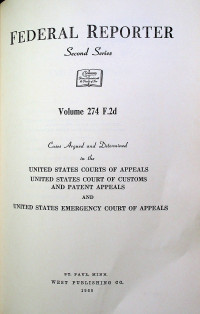 FEDERAL REPORTER
Second Series
Volume 274 F.2d
Cases Argued and Determined
in the
UNITED STATES COURTS OF APPEALS
UNITED STATES COURT OF CUSTOMS
AND PATENT APPEALS
AND
UNITED STATES EMERGENCY COURT OF APPEALS
ST. PAUL, MINN.
WEST PUBLISHING CO.
1960